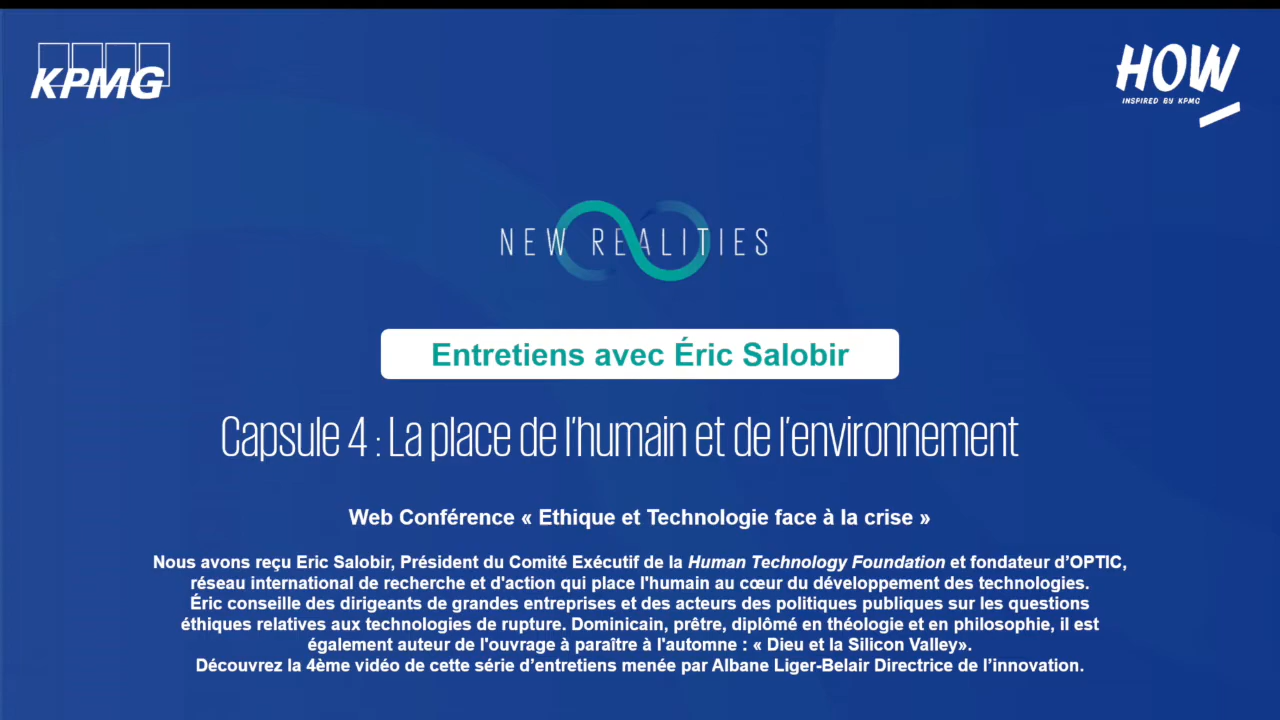 KPMG
HOW
INSPIRED BY KPMG
NEW REALITIES
Entretiens avec Éric Salobir
Capsule 4 : La place de l'humain et de l'environnement
Web Conférence « Ethique et Technologie face à la crise »
Nous avons reçu Eric Salobir, Président du Comité Exécutif de la Human Technology Foundation et fondateur d’OPTIC,
réseau international de recherche et d'action qui place l'humain au cœur du développement des technologies.
Éric conseille des dirigeants de grandes entreprises et des acteurs des politiques publiques sur les questions
éthiques relatives aux technologies de rupture. Dominicain, prêtre, diplômé en théologie et en philosophie, il est
également auteur de l'ouvrage à paraître à l'automne : « Dieu et la Silicon Valley».
Découvrez la 4ème vidéo de cette série d’entretiens menée par Albane Liger-Belair Directrice de l’innovation.